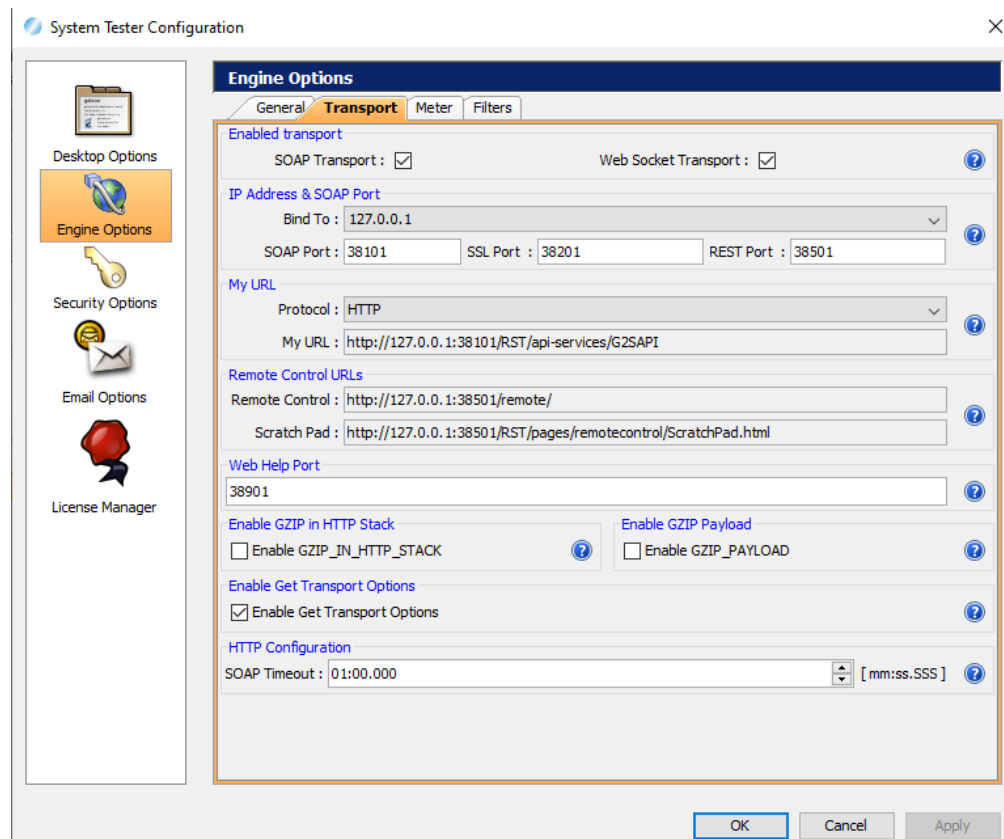 System Tester Configuration
Desktop Options
Engine Options
Security Options
Email Options
License Manager
Engine Options
General Transport Meter Filters
Enabled transport
SOAP Transport : Web Socket Transport :
IP Address & SOAP Port
Bind To : 127.0.0.1
SOAP Port : 38101 SSL Port : 38201 REST Port : 38501
My URL
Protocol : HTTP
My URL : http://127.0.0.1:38101/RST/api-services/G2SAPI
Remote Control URLs
Remote Control : http://127.0.0.1:38501/remote/
Scratch Pad : http://127.0.0.1:38501/RST/pages/remotecontrol/ScratchPad.html
Web Help Port
38901
Enable GZIP in HTTP Stack Enable GZIP Payload
Enable GZIP_IN_HTTP_STACK Enable GZIP_PAYLOAD
Enable Get Transport Options
Enable Get Transport Options
HTTP Configuration
SOAP Timeout : 01:00.000 [ mm:ss.SSS ]
OK Cancel Apply